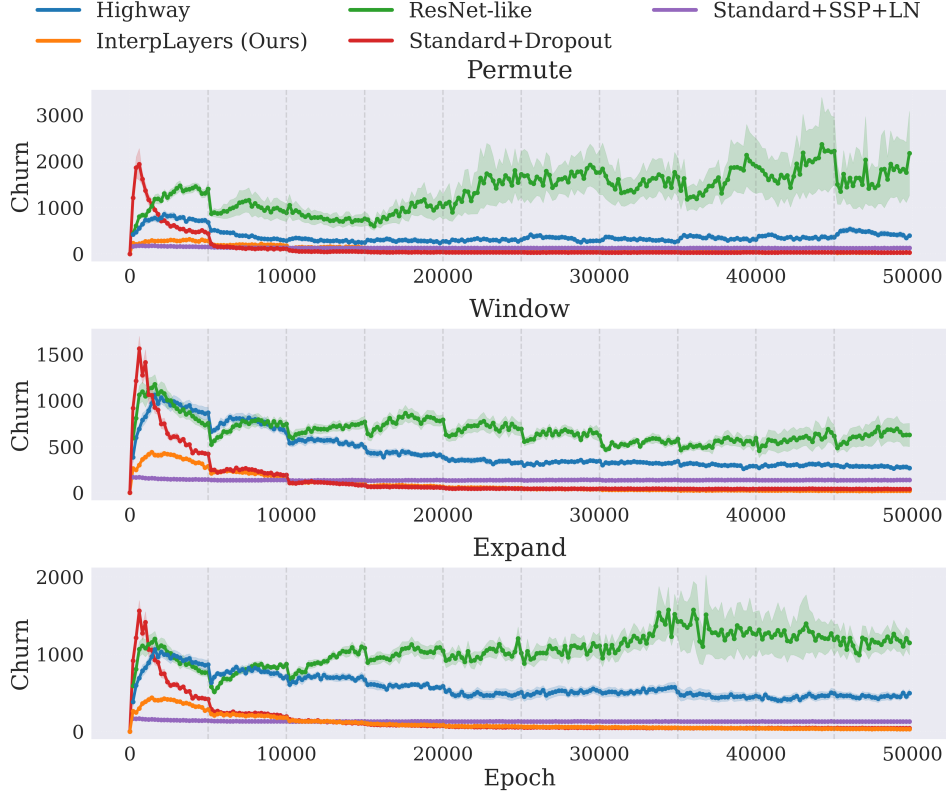 Highway ResNet-like Standard+SSP+LN
InterpLayers (Ours) Standard+Dropout
Permute
3000
2000
1000
0
Churn
0 10000 20000 30000 40000 50000
Window
1500
1000
500
0
Churn
0 10000 20000 30000 40000 50000
Expand
2000
1000
0
Churn
0 10000 20000 30000 40000 50000
Epoch